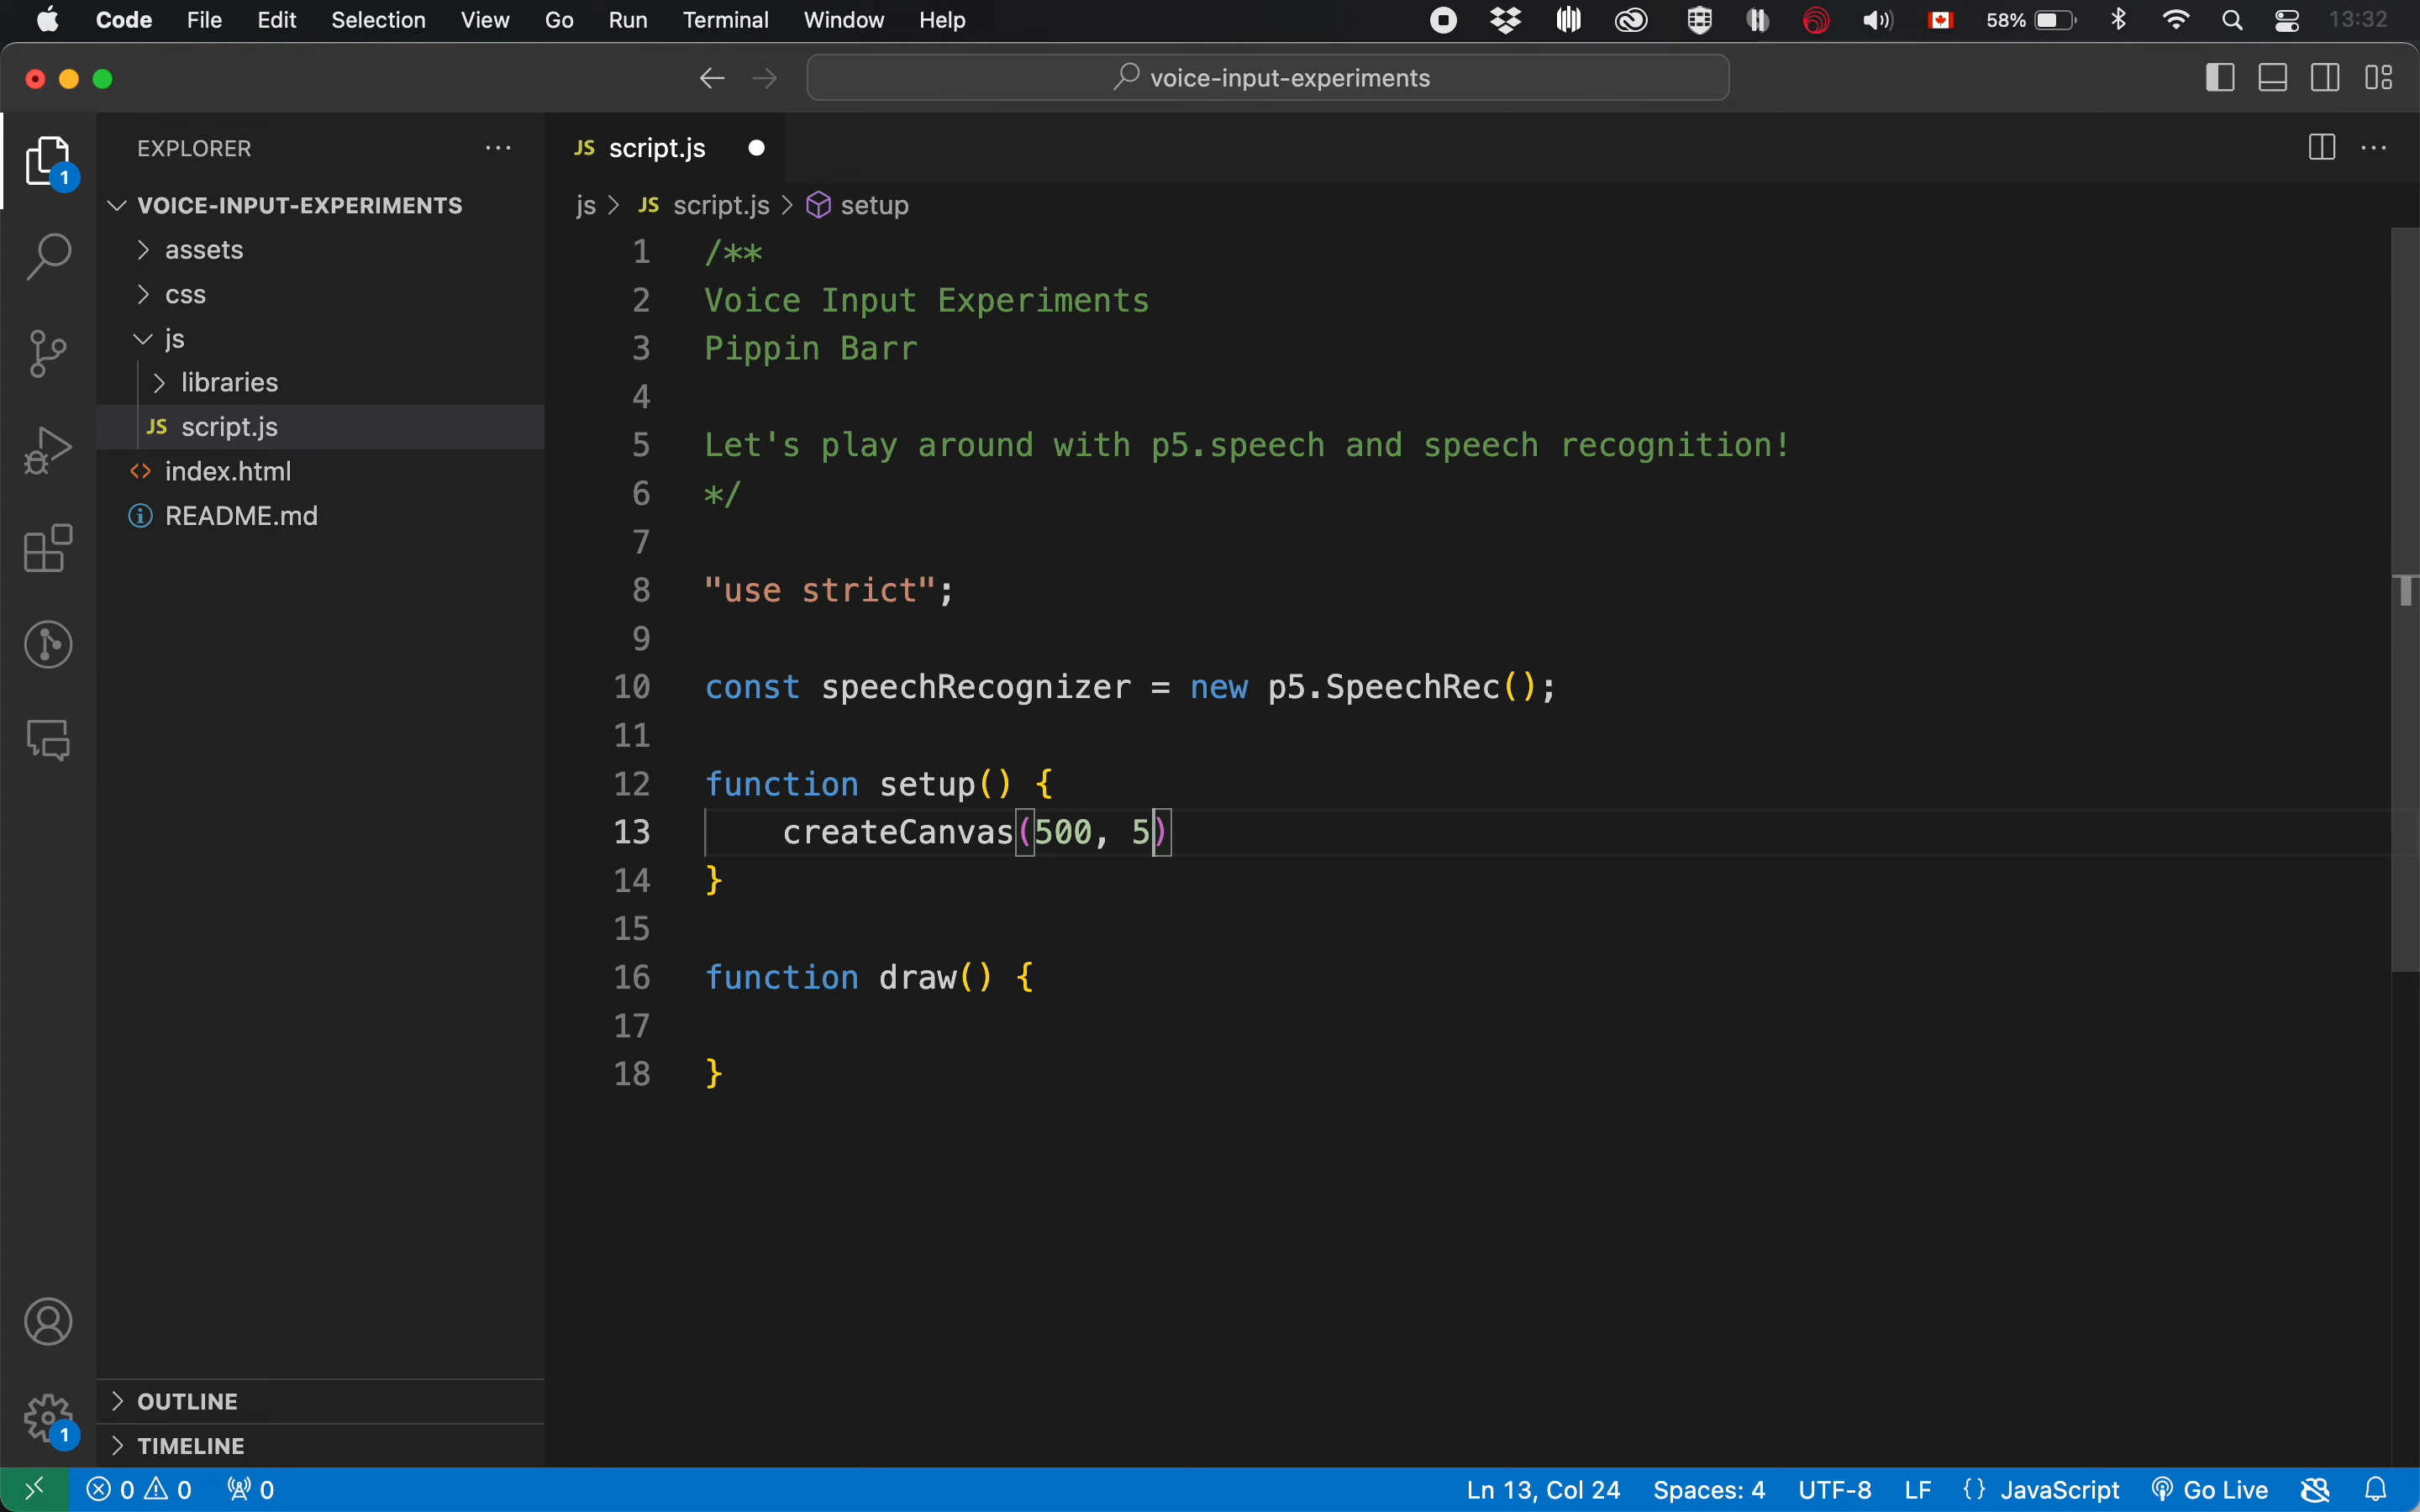 Code File Edit Selection View Go Run Terminal Window Help 58% 13:32
voice-input-experiments
EXPLORER
1
VOICE-INPUT-EXPERIMENTS
assets
css
js
libraries
JS script.js
<> index.html
README.md
OUTLINE
1
TIMELINE
JS script.js
js > JS script.js > setup
1 /**
2 Voice Input Experiments
3 Pippin Barr
4
5 Let's play around with p5.speech and speech recognition!
6 */
7
8 "use strict";
9
10 const speechRecognizer = new p5.SpeechRec();
11
12 function setup() {
13     createCanvas(500, 5)
14 }
15
16 function draw() {
17
18 }
0 0 0 Ln 13, Col 24 Spaces: 4 UTF-8 LF {} JavaScript Go Live